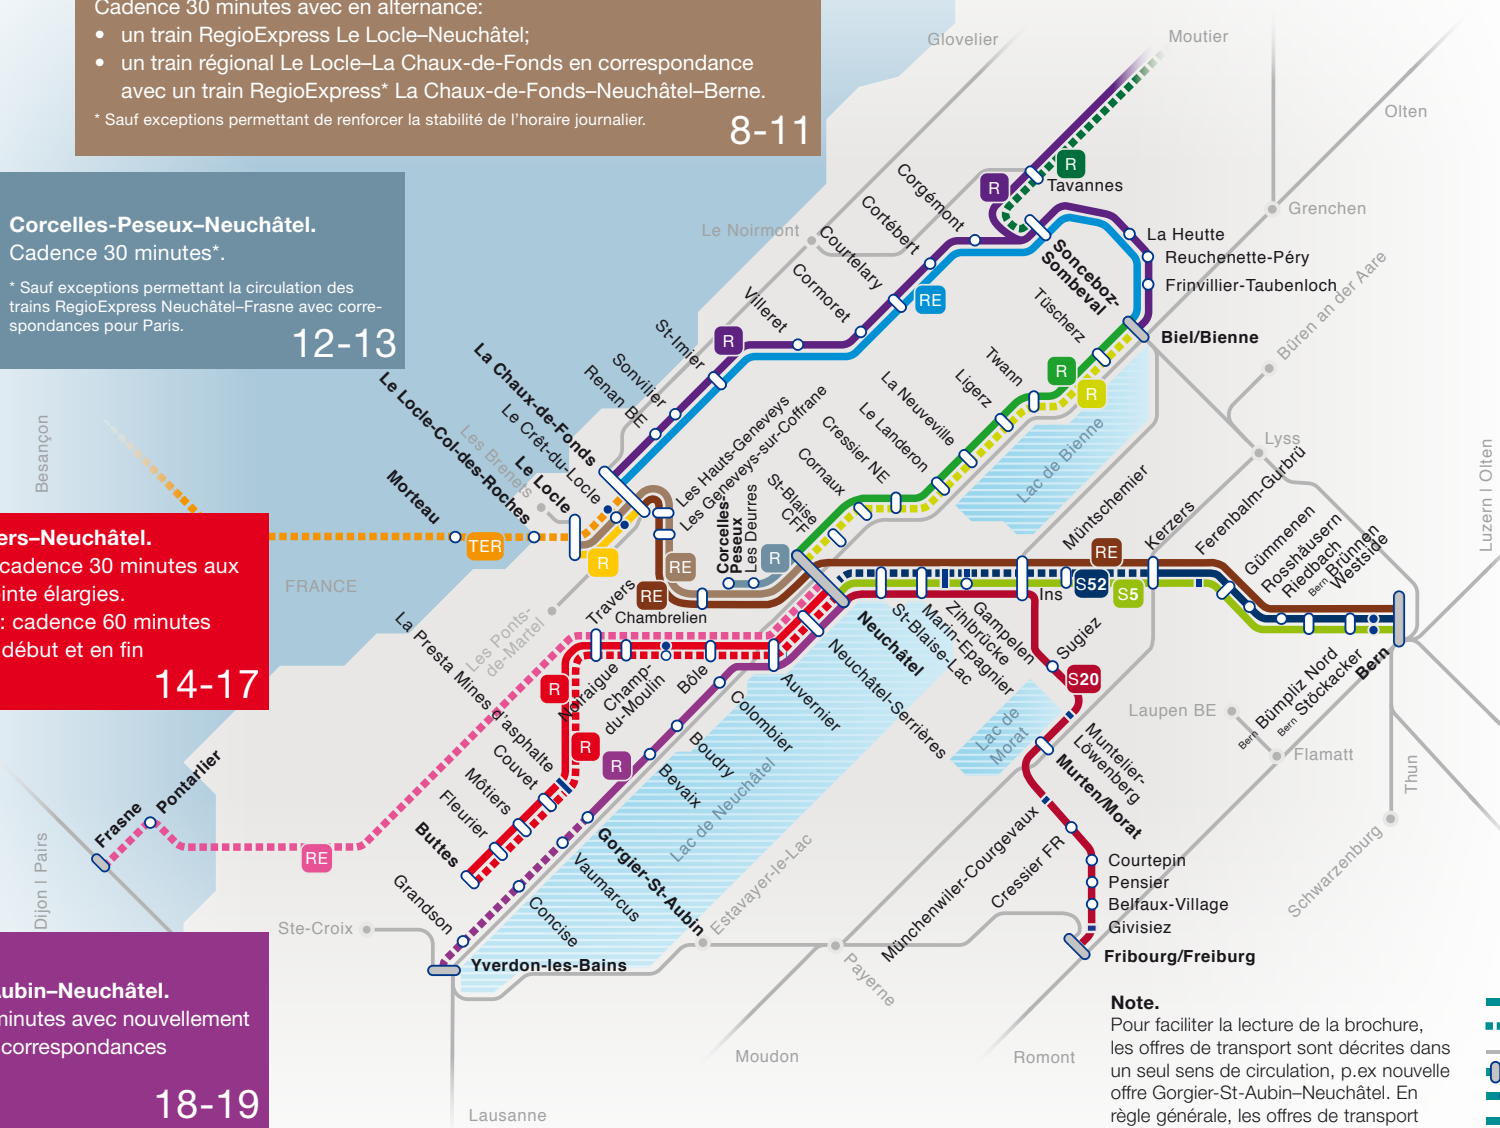 Cadence 30 minutes avec en alternance:
• un train RegioExpress Le Locle–Neuchâtel;
• un train régional Le Locle–La Chaux-de-Fonds en correspondance
avec un train RegioExpress* La Chaux-de-Fonds–Neuchâtel–Berne.
* Sauf exceptions permettant de renforcer la stabilité de l'horaire journalier.
8-11
Corcelles-Peseux–Neuchâtel.
Cadence 30 minutes*.
* Sauf exceptions permettant la circulation des
trains RegioExpress Neuchâtel–Frasne avec corre-
spondances pour Paris.
12-13
ers–Neuchâtel.
cadence 30 minutes aux
inte élargies.
: cadence 60 minutes
début et en fin
14-17
ubin–Neuchâtel.
minutes avec nouvellement
correspondances
18-19
Glovelier
Moutier
Olten
Grenchen
Le Noirmont
Büren an der Aare
Lyss
Luzern | Olten
Besançon
FRANCE
Les Brenets
Les Ponts-
de-Martel
Dijon | Pairs
Ste-Croix
Lausanne
Moudon
Romont
Payerne
Estavayer-le-Lac
Laupen BE
Flamatt
Thun
Schwarzenburg
Lac de Bienne
Lac de Neuchâtel
Lac de
Morat
R
R
Tavannes
Corgémont
Cortébert
Courtelary
Cormoret
Villeret
St-Imier
Sonvilier
Renan BE
La Chaux-de-Fonds
Le Crêt-du-Locle
Le
Locle
Le Locle-Col-des-Roches
Morteau
TER
R
RE
R
Sonceboz-
Sombeval
La Heutte
Reuchenette-Péry
Frinvillier-Taubenloch
Biel/Bienne
Tüscherz
Twann
Ligerz
La Neuveville
Le Landeron
Cressier NE
Cornaux
St-Blaise
CFF
R
R
Les Hauts-Geneveys
Les Geneveys-sur-Coffrane
Corcelles-
Peseux
Les Deurres
R
RE
RE
Chambrelien
Neuchâtel
St-Blaise-Lac
Marin-Epagnier
Zihlbrücke
Gampelen
Ins
Müntschemier
RE
S52
S5
Kerzers
Ferenbalm-Gurbrü
Gümmenen
Rosshäusern
Riedbach
Bern Brünnen
Westside
Bern
Bern Bümpliz Nord
Bern Stöckacker
Sugiez
S20
Muntelier-
Löwenberg
Murten/Morat
Münchenwiler-Courgevaux
Cressier FR
Courtepin
Pensier
Belfaux-Village
Givisiez
Fribourg/Freiburg
Travers
Noiraigue
Champ-
du-Moulin
Bôle
Auvernier
Neuchâtel-Serrières
La Presta Mines d'asphalte
Couvet
Môtiers
Fleurier
Buttes
R
R
R
Colombier
Boudry
Bevaix
Gorgier-St-Aubin
Vaumarcus
Concise
Grandson
Yverdon-les-Bains
Frasne
Pontarlier
RE
Note.
Pour faciliter la lecture de la brochure,
les offres de transport sont décrites dans
un seul sens de circulation, p.ex nouvelle
offre Gorgier-St-Aubin–Neuchâtel. En
règle générale, les offres de transport